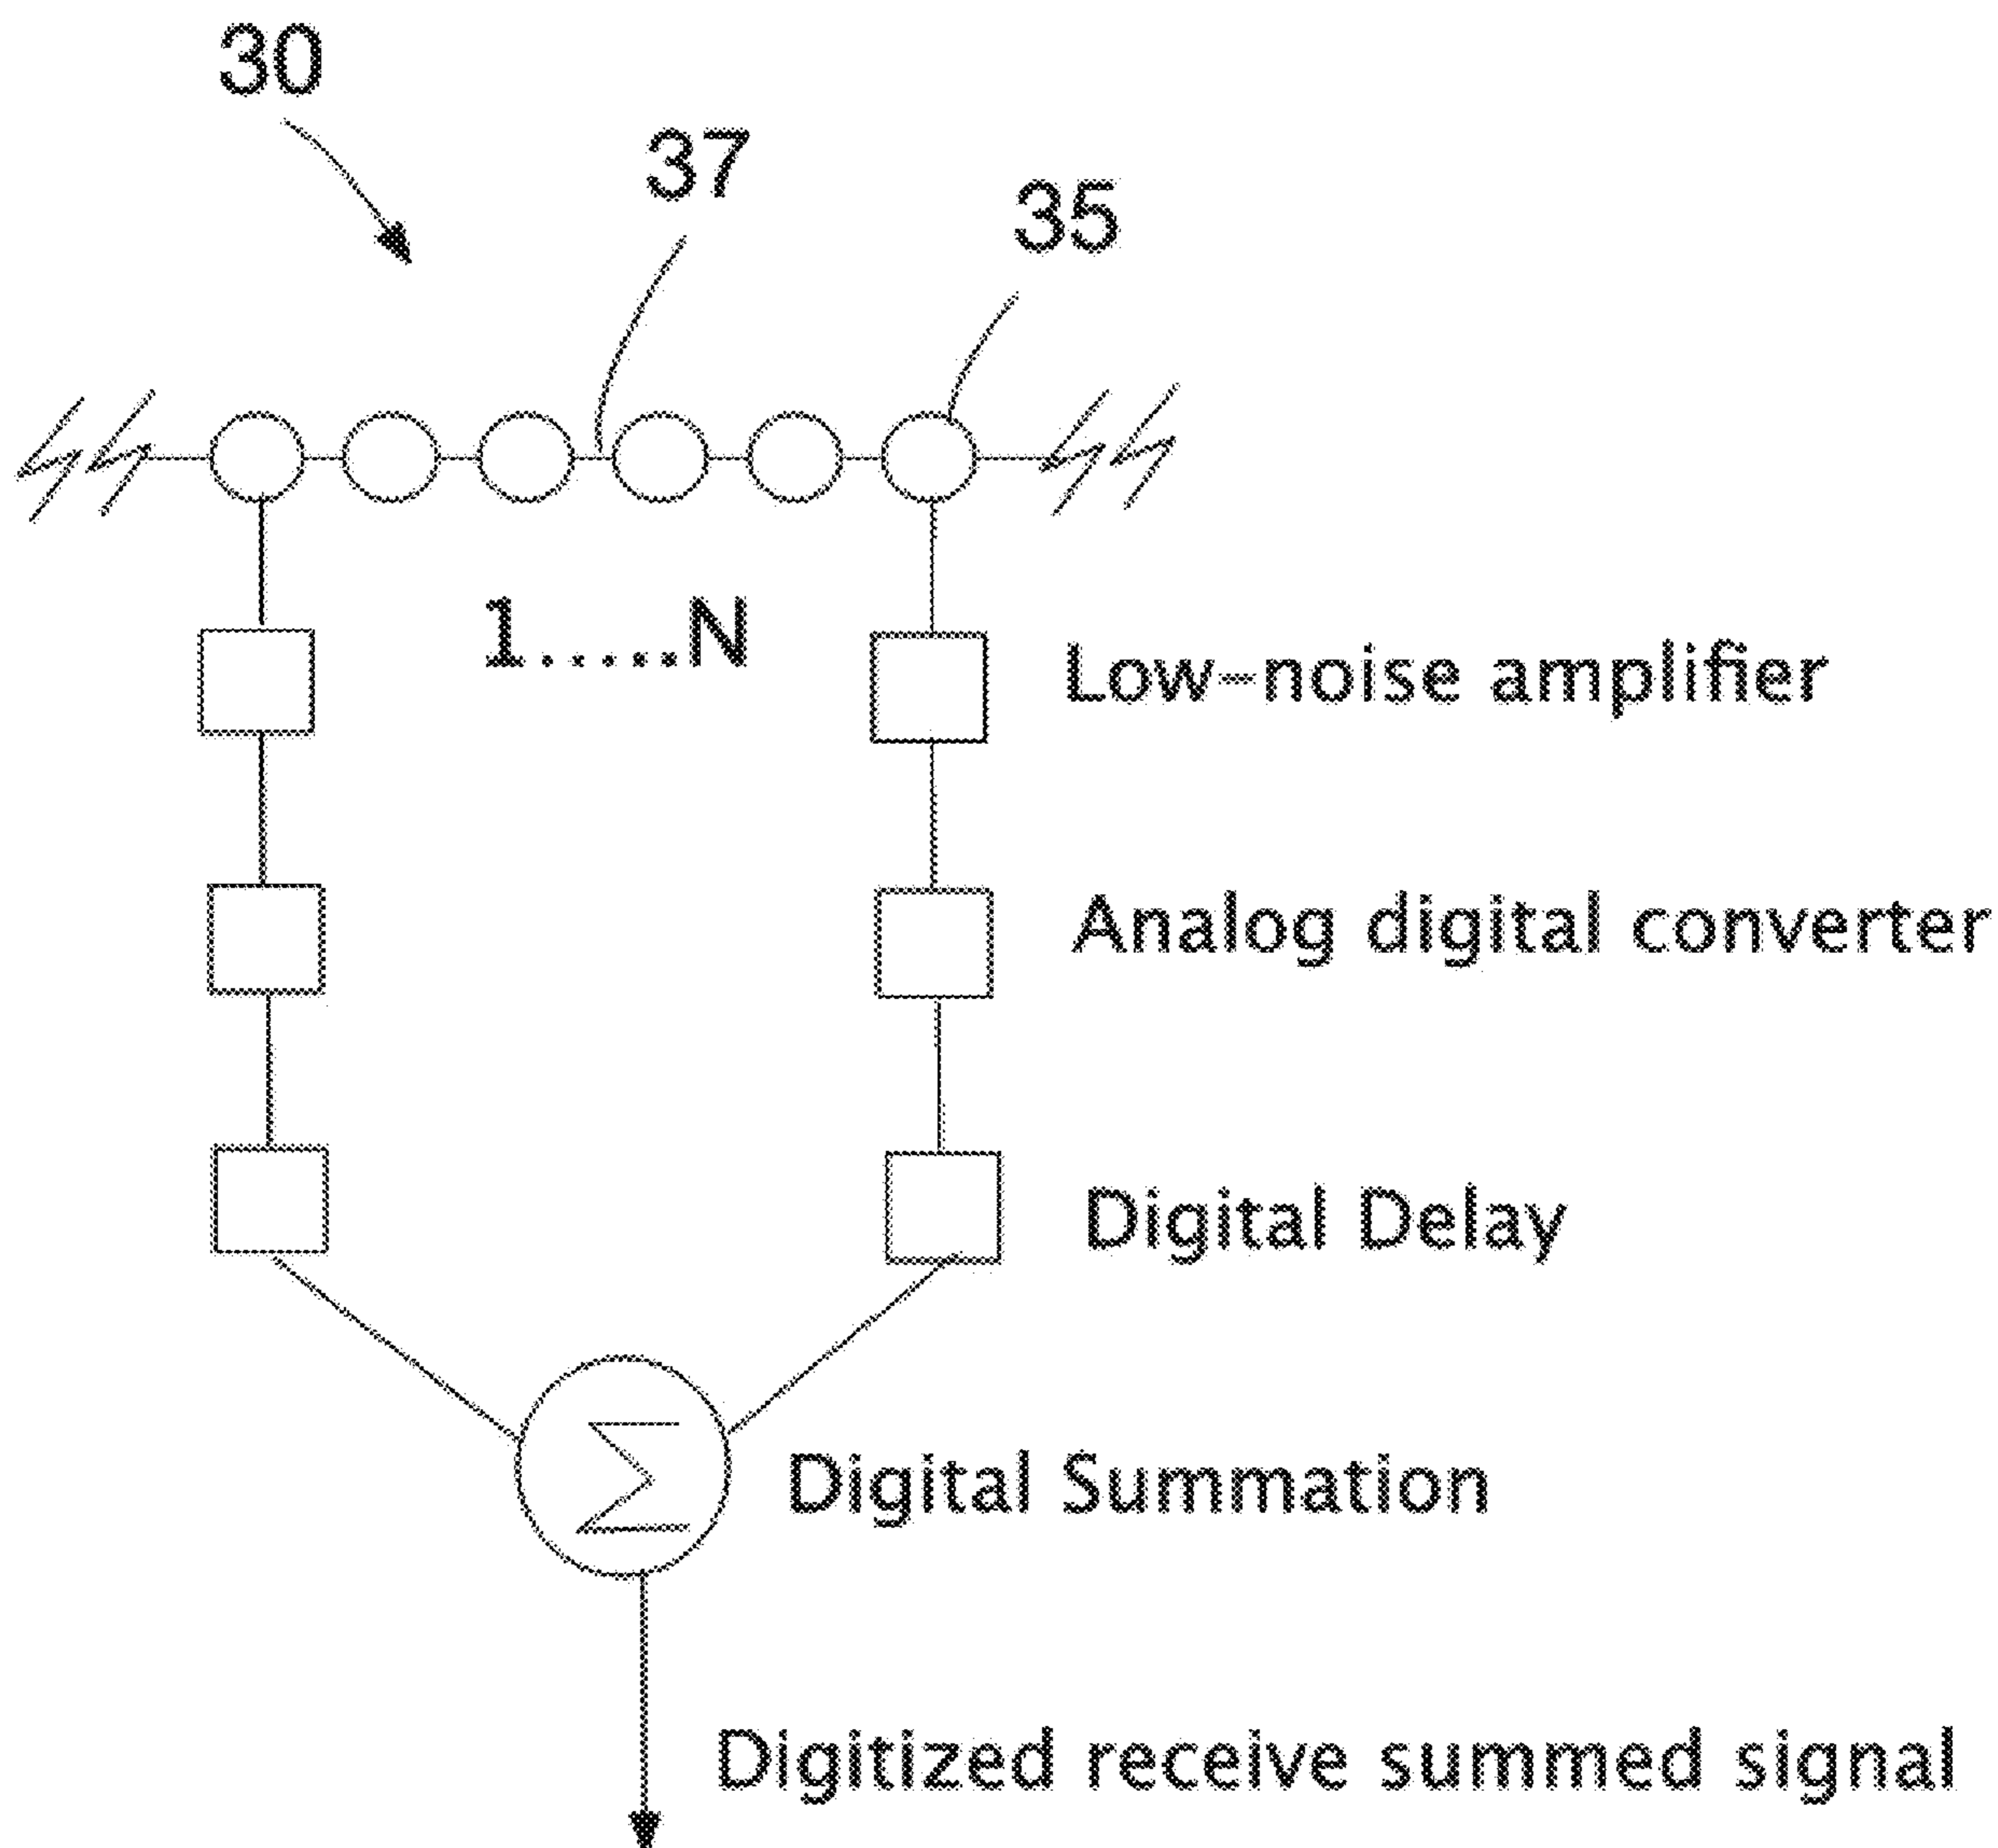 30
37
35
1.....N
Low-noise amplifier
Analog digital converter
Digital Delay
Σ
Digital Summation
Digitized receive summed signal